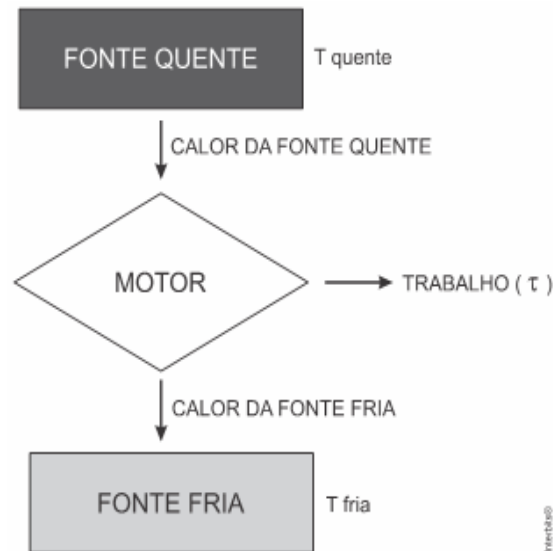 FONTE QUENTE
T quente
CALOR DA FONTE QUENTE
MOTOR
TRABALHO ( τ )
CALOR DA FONTE FRIA
FONTE FRIA
T fria